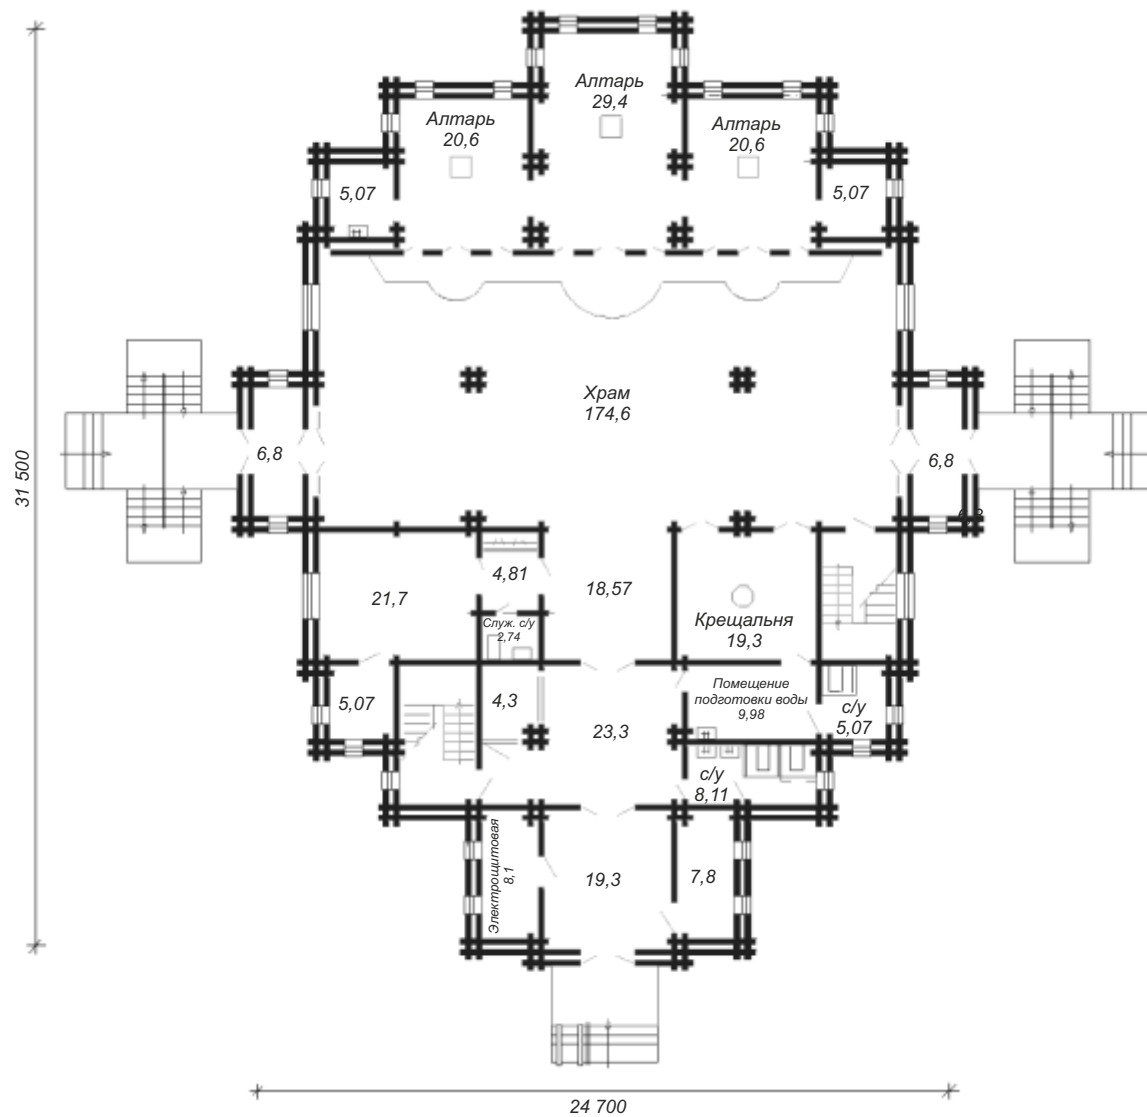 Алтарь
29,4
Алтарь
20,6
Алтарь
20,6
5,07
5,07
Храм
174,6
6,8
6,8
31 500
4,81
18,57
21,7
Служ. с/у
2,74
Крещальня
19,3
5,07
4,3
23,3
Помещение
подготовки воды
9,98
с/у
5,07
с/у
8,11
Электрощитовая
8,1
19,3
7,8
24 700